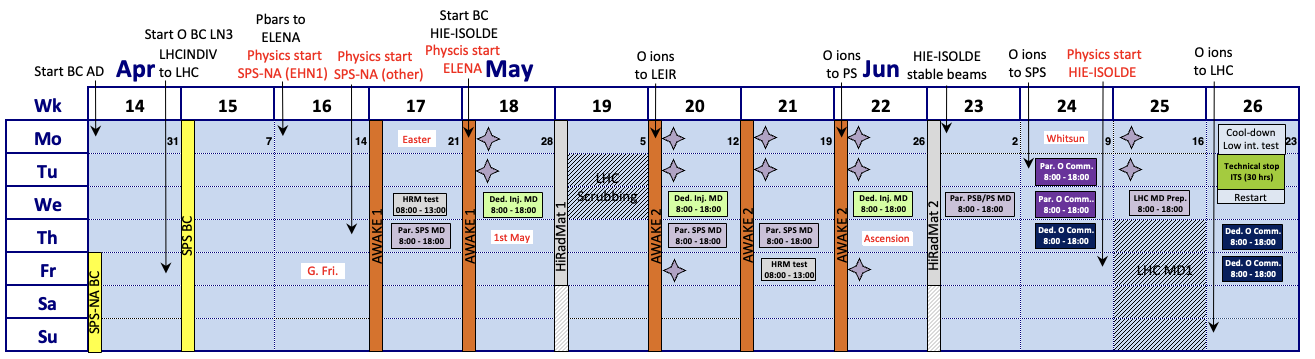 Start BC AD
Apr
Start O BC LN3
LHCINDIV
to LHC
Pbars to
ELENA
Physics start
SPS-NA (EHN1)
Physics start
SPS-NA (other)
Start BC
HIE-ISOLDE
Physcis start
ELENA
May
O ions
to LEIR
O ions
to PS
Jun
HIE-ISOLDE
stable beams
O ions
to SPS
Physics start
HIE-ISOLDE
O ions
to LHC
Wk 14 15 16 17 18 19 20 21 22 23 24 25 26
Mo 31 7 14 Easter 21 28 5 12 19 26 2 Whitsun 9 16 23
Cool-down
Low int. test
Tu
LHC
Scrubbing
Par. O Comm.
8:00 - 18:00
Technical stop
ITS (30 hrs)
We
HRM test
08:00 - 13:00
Ded. Inj. MD
8:00 - 18:00
Ded. Inj. MD
8:00 - 18:00
Ded. Inj. MD
8:00 - 18:00
Par. PSB/PS MD
8:00 - 18:00
Par. O Comm.
8:00 - 18:00
LHC MD Prep.
8:00 - 18:00
Restart
Th
Par. SPS MD
8:00 - 18:00
1st May
Par. SPS MD
8:00 - 18:00
Par. SPS MD
8:00 - 18:00
Ascension
Ded. O Comm.
8:00 - 18:00
Ded. O Comm.
8:00 - 18:00
Fr
G. Fri.
HRM test
08:00 - 13:00
LHC MD1
Ded. O Comm.
8:00 - 18:00
Sa
Su
SPS-NA BC
SPS BC
AWAKE 1
AWAKE 1
HiRadMat 1
AWAKE 2
AWAKE 2
AWAKE 2
HiRadMat 2